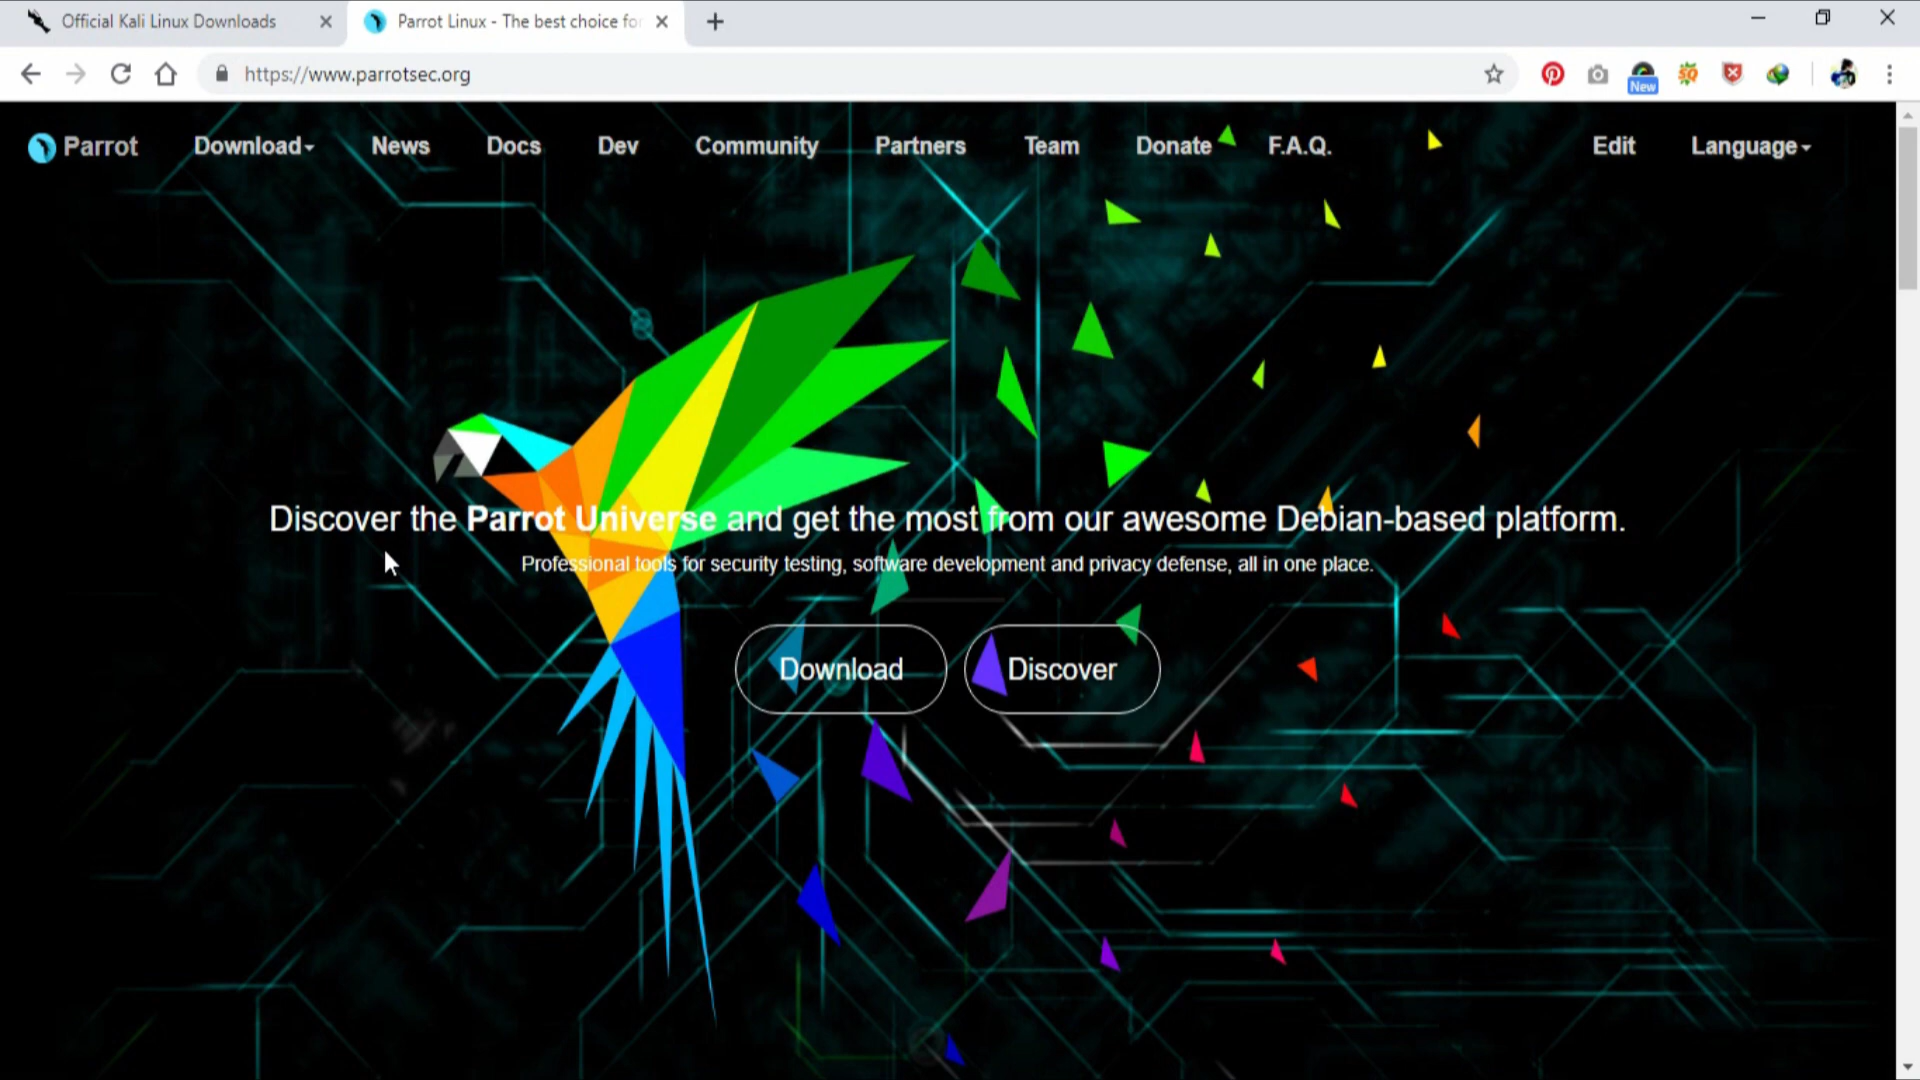 Official Kali Linux Downloads
Parrot Linux - The best choice for
https://www.parrotsec.org
New
Parrot
Download
News
Docs
Dev
Community
Partners
Team
Donate
F.A.Q.
Edit
Language
Discover the Parrot Universe and get the most from our awesome Debian-based platform.
Professional tools for security testing, software development and privacy defense, all in one place.
Download
Discover